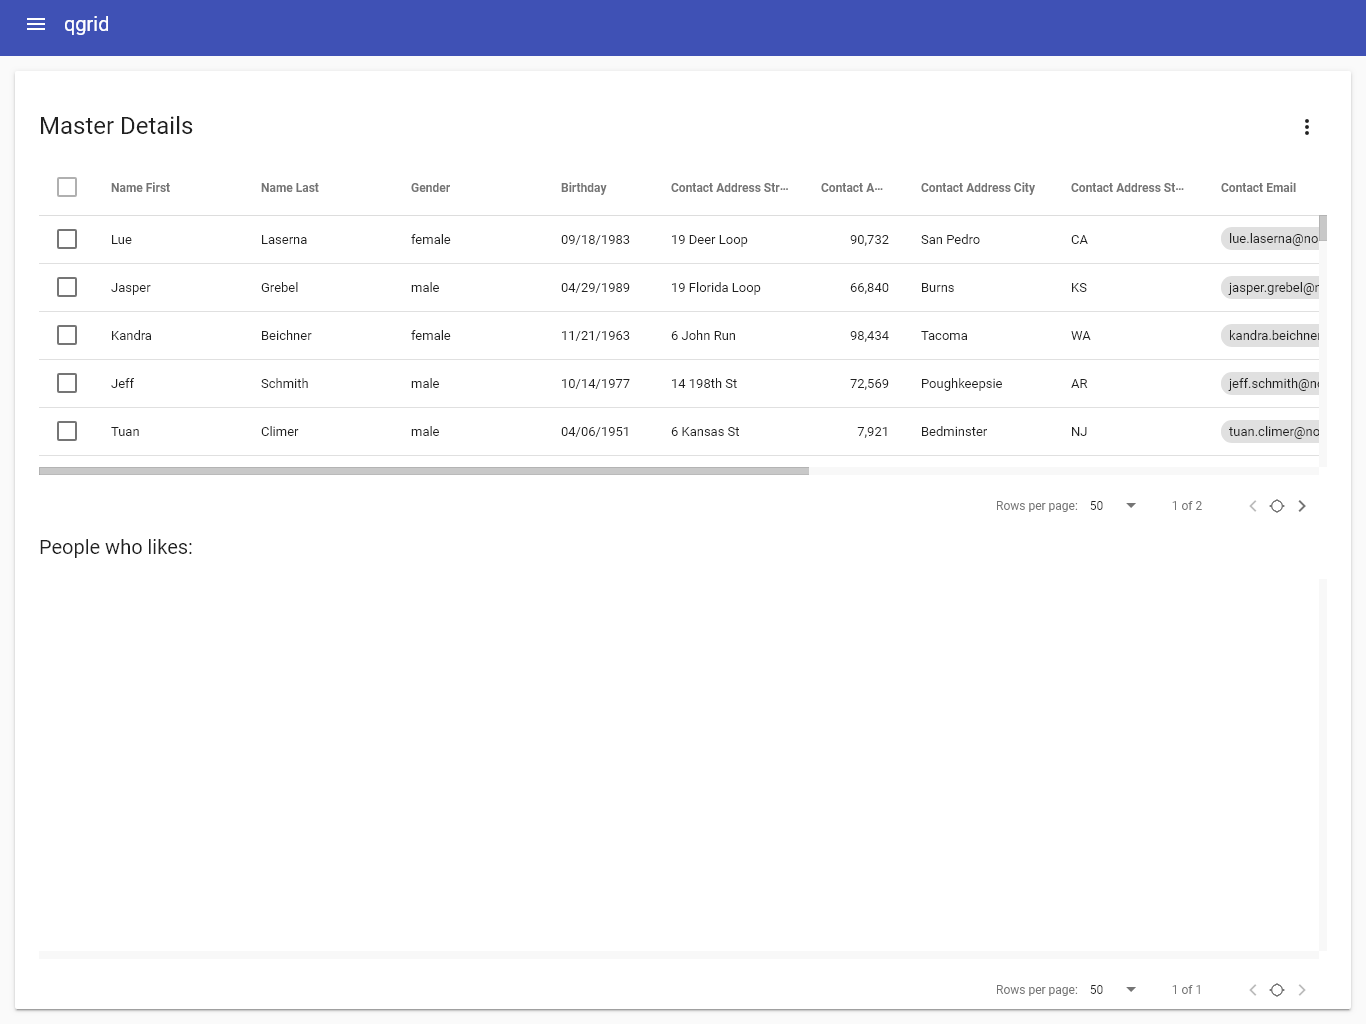 qgrid
Master Details
Name First Name Last Gender Birthday Contact Address Str... Contact A... Contact Address City Contact Address St... Contact Email
Lue Laserna female 09/18/1983 19 Deer Loop 90,732 San Pedro CA lue.laserna@no
Jasper Grebel male 04/29/1989 19 Florida Loop 66,840 Burns KS jasper.grebel@n
Kandra Beichner female 11/21/1963 6 John Run 98,434 Tacoma WA kandra.beichner
Jeff Schmith male 10/14/1977 14 198th St 72,569 Poughkeepsie AR jeff.schmith@no
Tuan Climer male 04/06/1951 6 Kansas St 7,921 Bedminster NJ tuan.climer@no
Rows per page: 50 1 of 2
People who likes:
Rows per page: 50 1 of 1